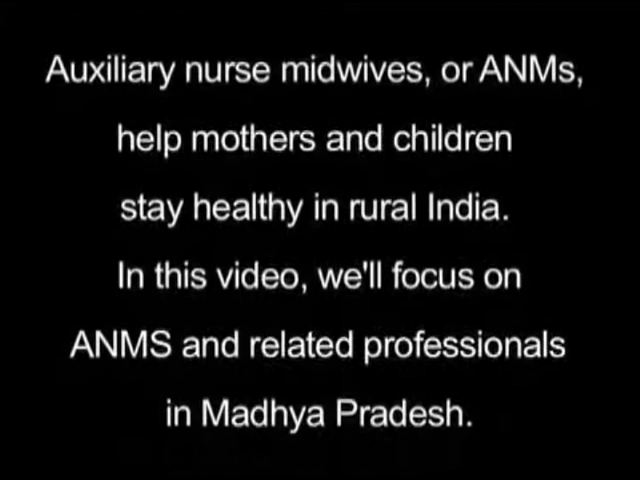 Auxiliary nurse midwives, or ANMs,
help mothers and children
stay healthy in rural India.
In this video, we'll focus on
ANMS and related professionals
in Madhya Pradesh.